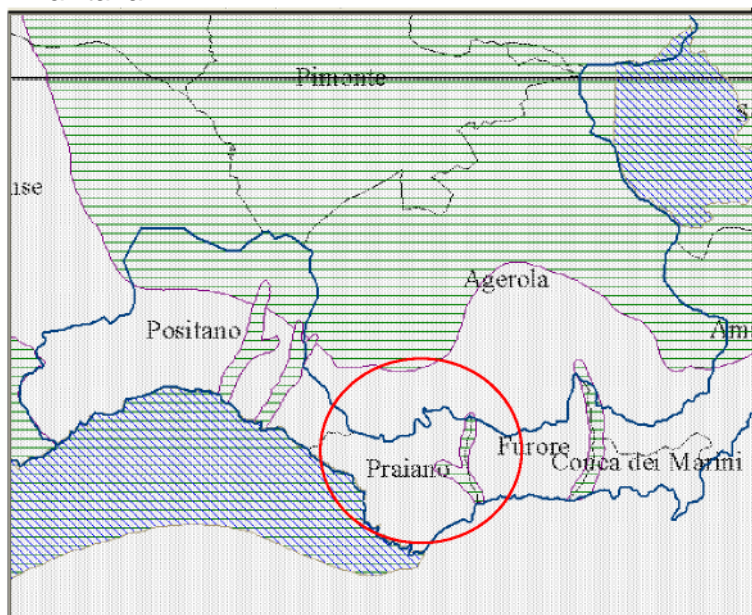 Pimonte
Agerola
Positano
Furore
Praiano
Conca dei Marini